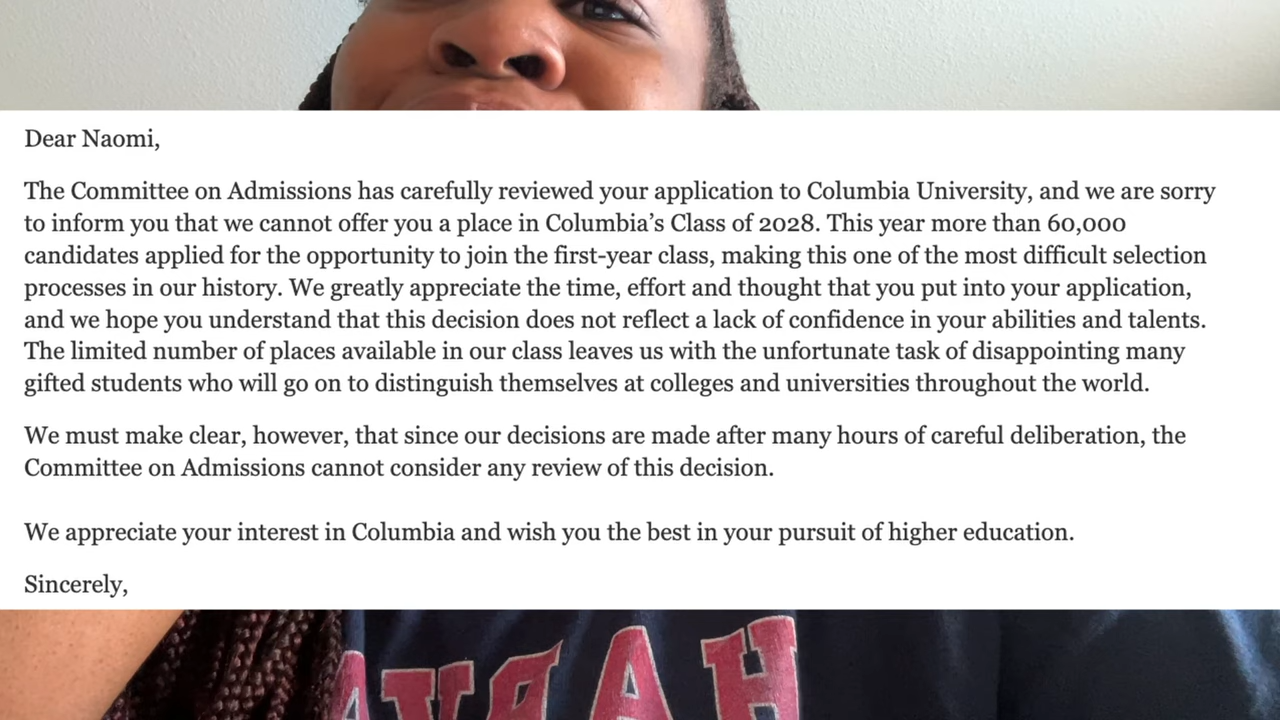 Dear Naomi,
The Committee on Admissions has carefully reviewed your application to Columbia University, and we are sorry
to inform you that we cannot offer you a place in Columbia’s Class of 2028. This year more than 60,000
candidates applied for the opportunity to join the first-year class, making this one of the most difficult selection
processes in our history. We greatly appreciate the time, effort and thought that you put into your application,
and we hope you understand that this decision does not reflect a lack of confidence in your abilities and talents.
The limited number of places available in our class leaves us with the unfortunate task of disappointing many
gifted students who will go on to distinguish themselves at colleges and universities throughout the world.
We must make clear, however, that since our decisions are made after many hours of careful deliberation, the
Committee on Admissions cannot consider any review of this decision.
We appreciate your interest in Columbia and wish you the best in your pursuit of higher education.
Sincerely,
HARVA